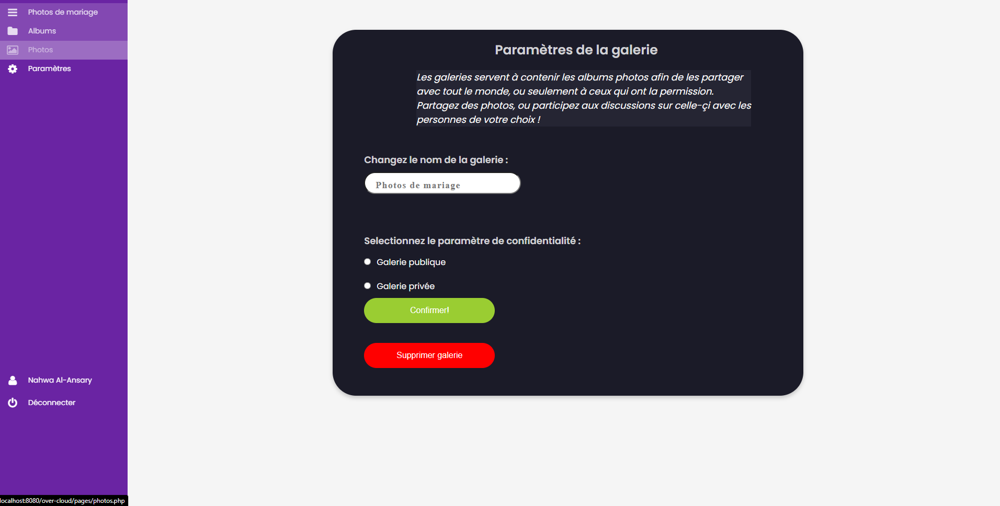 Photos de mariage
Albums
Photos
Paramètres
Nahwa Al-Ansary
Déconnecter
localhost:8080/over-cloud/pages/photos.php
Paramètres de la galerie
Les galeries servent à contenir les albums photos afin de les partager
avec tout le monde, ou seulement à ceux qui ont la permission.
Partagez des photos, ou participez aux discussions sur celle-çi avec les
personnes de votre choix !
Changez le nom de la galerie :
Photos de mariage
Selectionnez le paramètre de confidentialité :
Galerie publique
Galerie privée
Confirmer!
Supprimer galerie